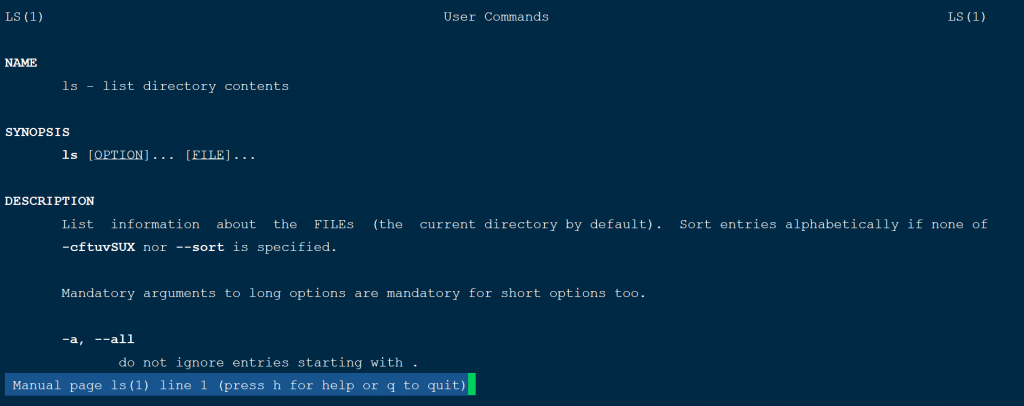 LS(1) User Commands LS(1)
NAME
ls - list directory contents
SYNOPSIS
ls [OPTION]... [FILE]...
DESCRIPTION
List information about the FILEs (the current directory by default). Sort entries alphabetically if none of
-cftuvSUX nor --sort is specified.
Mandatory arguments to long options are mandatory for short options too.
-a, --all
do not ignore entries starting with .
Manual page ls(1) line 1 (press h for help or q to quit)